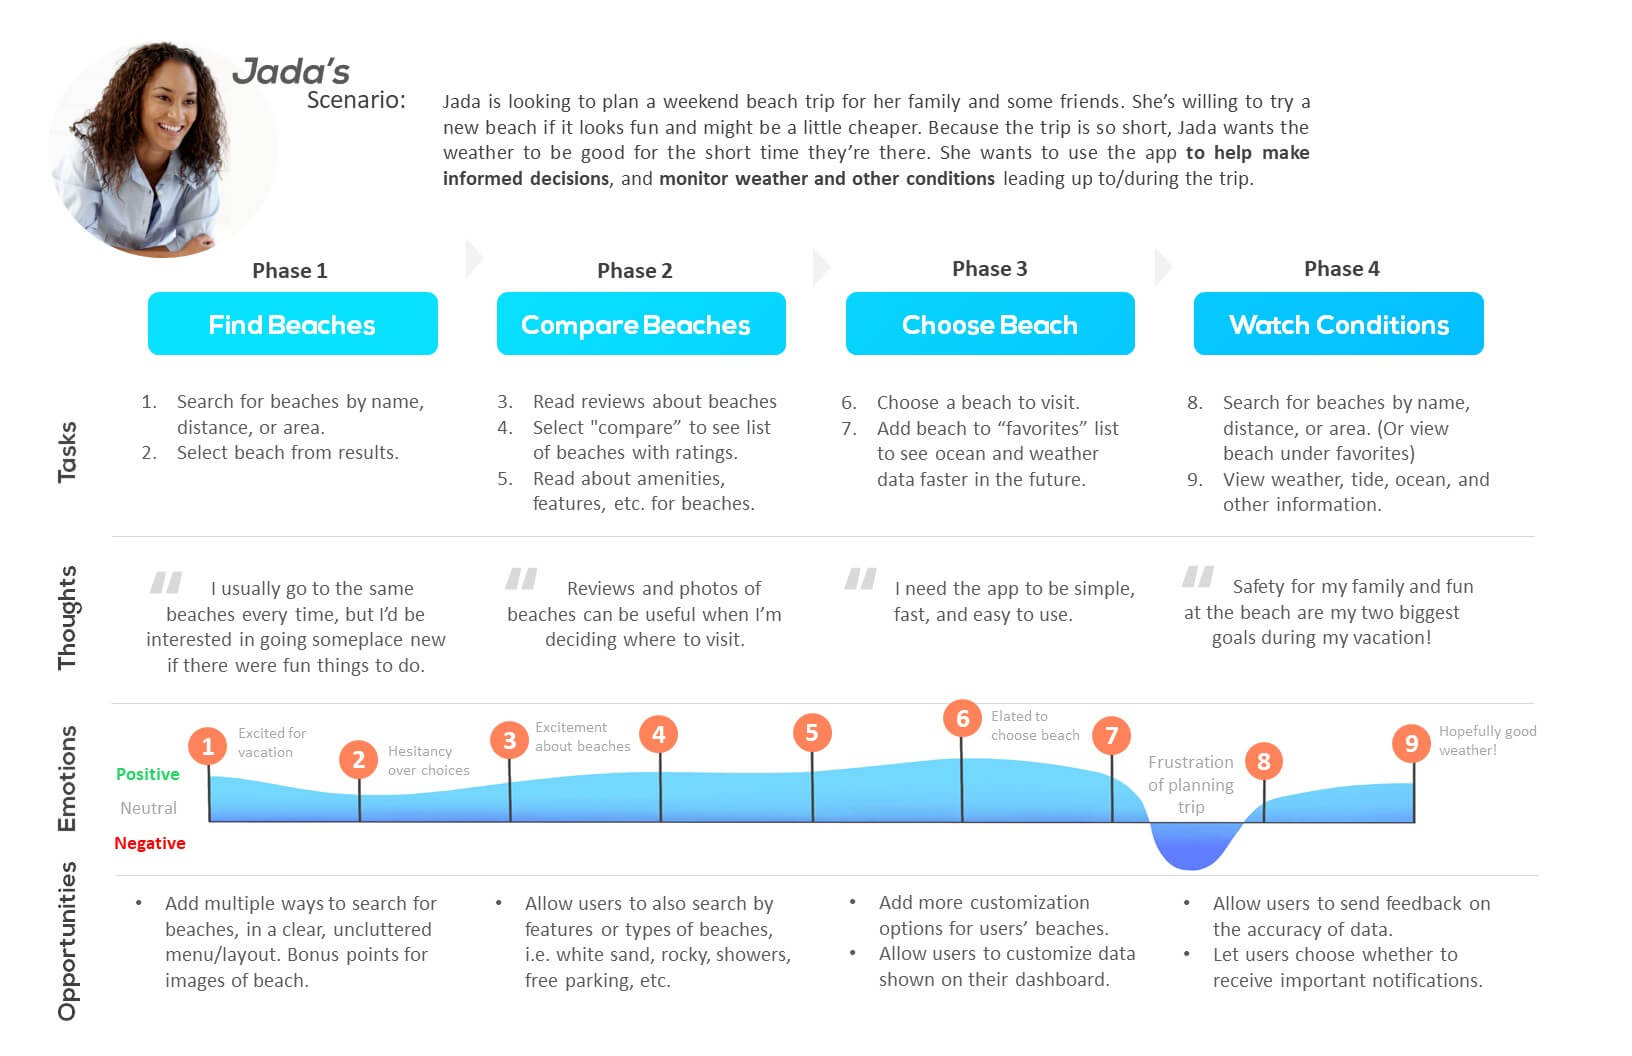 Jada's
Scenario:
Jada is looking to plan a weekend beach trip for her family and some friends. She’s willing to try a
new beach if it looks fun and might be a little cheaper. Because the trip is so short, Jada wants the
weather to be good for the short time they’re there. She wants to use the app to help make
informed decisions, and monitor weather and other conditions leading up to/during the trip.
Phase 1
Find Beaches
Phase 2
Compare Beaches
Phase 3
Choose Beach
Phase 4
Watch Conditions
Tasks
1. Search for beaches by name,
distance, or area.
2. Select beach from results.
3. Read reviews about beaches
4. Select "compare” to see list
of beaches with ratings.
5. Read about amenities,
features, etc. for beaches.
6. Choose a beach to visit.
7. Add beach to “favorites” list
to see ocean and weather
data faster in the future.
8. Search for beaches by name,
distance, or area. (Or view
beach under favorites)
9. View weather, tide, ocean, and
other information.
Thoughts
" I usually go to the same
beaches every time, but I’d be
interested in going someplace new
if there were fun things to do.
" Reviews and photos of
beaches can be useful when I’m
deciding where to visit.
" I need the app to be simple,
fast, and easy to use.
" Safety for my family and fun
at the beach are my two biggest
goals during my vacation!
Emotions
Positive
Neutral
Negative
1
Excited for
vacation
2
Hesitancy
over choices
3
Excitement
about beaches
4
5
6
Elated to
choose beach
7
Frustration
of planning
trip
8
9
Hopefully good
weather!
Opportunities
• Add multiple ways to search for
beaches, in a clear, uncluttered
menu/layout. Bonus points for
images of beach.
• Allow users to also search by
features or types of beaches,
i.e. white sand, rocky, showers,
free parking, etc.
• Add more customization
options for users’ beaches.
• Allow users to customize data
shown on their dashboard.
• Allow users to send feedback on
the accuracy of data.
• Let users choose whether to
receive important notifications.